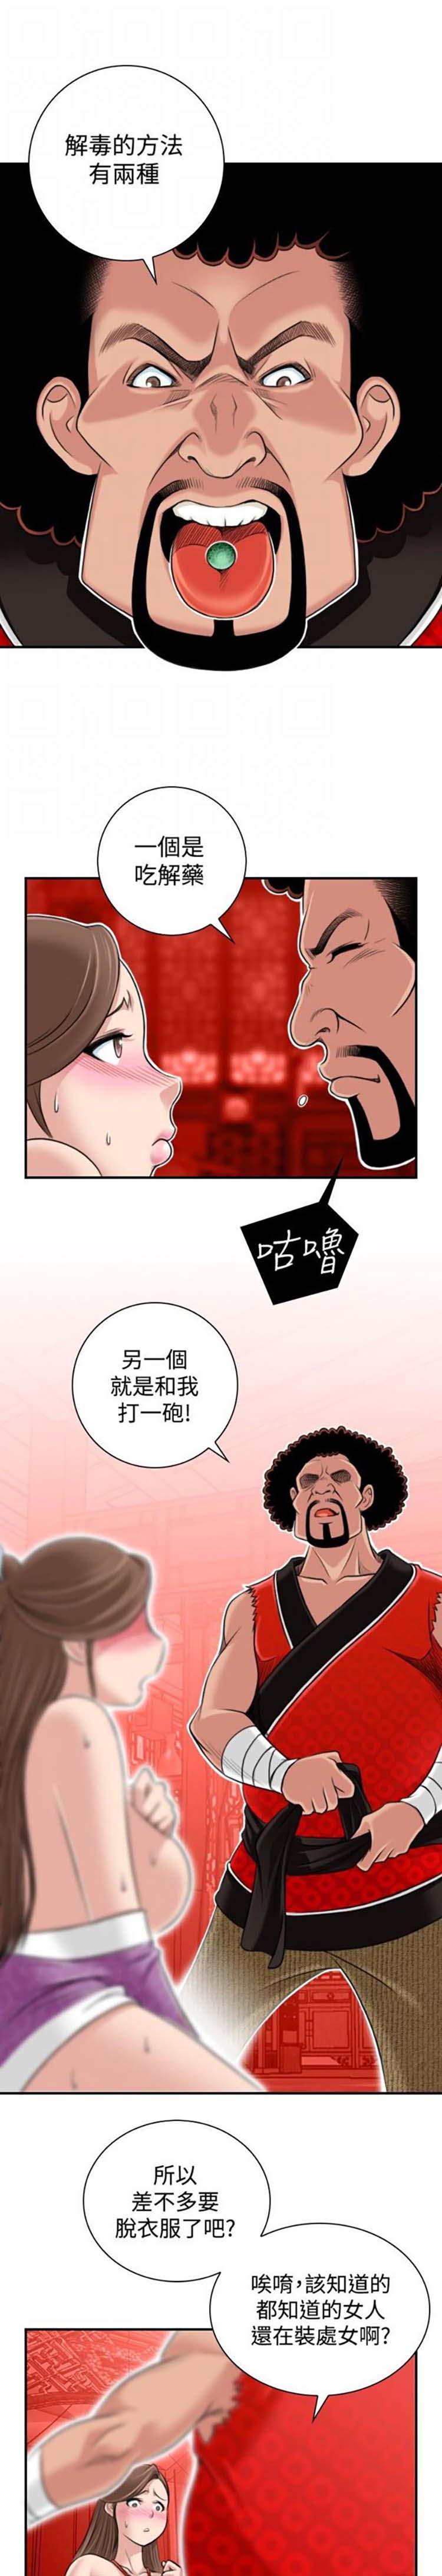 解毒的方法
有兩種
一個是
吃解藥
咕嚕
另一個
就是和我
打一砲!
所以
差不多要
脫衣服了吧?
唉唷,該知道的
都知道的女人
還在裝處女啊?